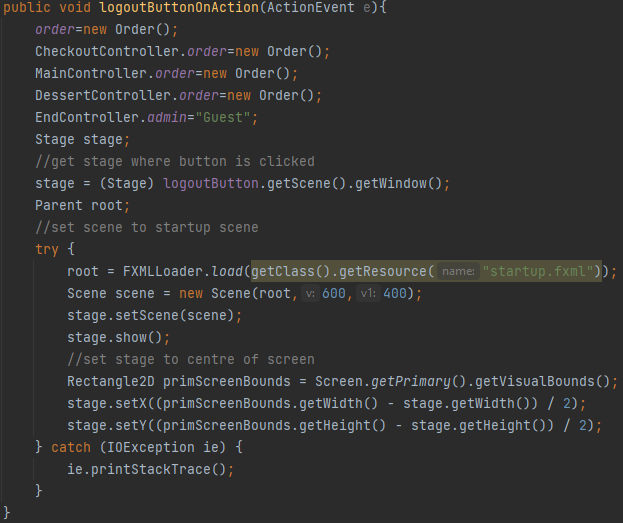 public void logoutButtonOnAction(ActionEvent e){
order=new Order();
CheckoutController.order=new Order();
MainController.order=new Order();
DessertController.order=new Order();
EndController.admin="Guest";
Stage stage;
//get stage where button is clicked
stage = (Stage) logoutButton.getScene().getWindow();
Parent root;
//set scene to startup scene
try {
root = FXMLLoader.load(getClass().getResource( name: "startup.fxml"));
Scene scene = new Scene(root, v: 600, v1: 400);
stage.setScene(scene);
stage.show();
//set stage to centre of screen
Rectangle2D primScreenBounds = Screen.getPrimary().getVisualBounds();
stage.setX((primScreenBounds.getWidth() - stage.getWidth()) / 2);
stage.setY((primScreenBounds.getHeight() - stage.getHeight()) / 2);
} catch (IOException ie) {
ie.printStackTrace();
}
}